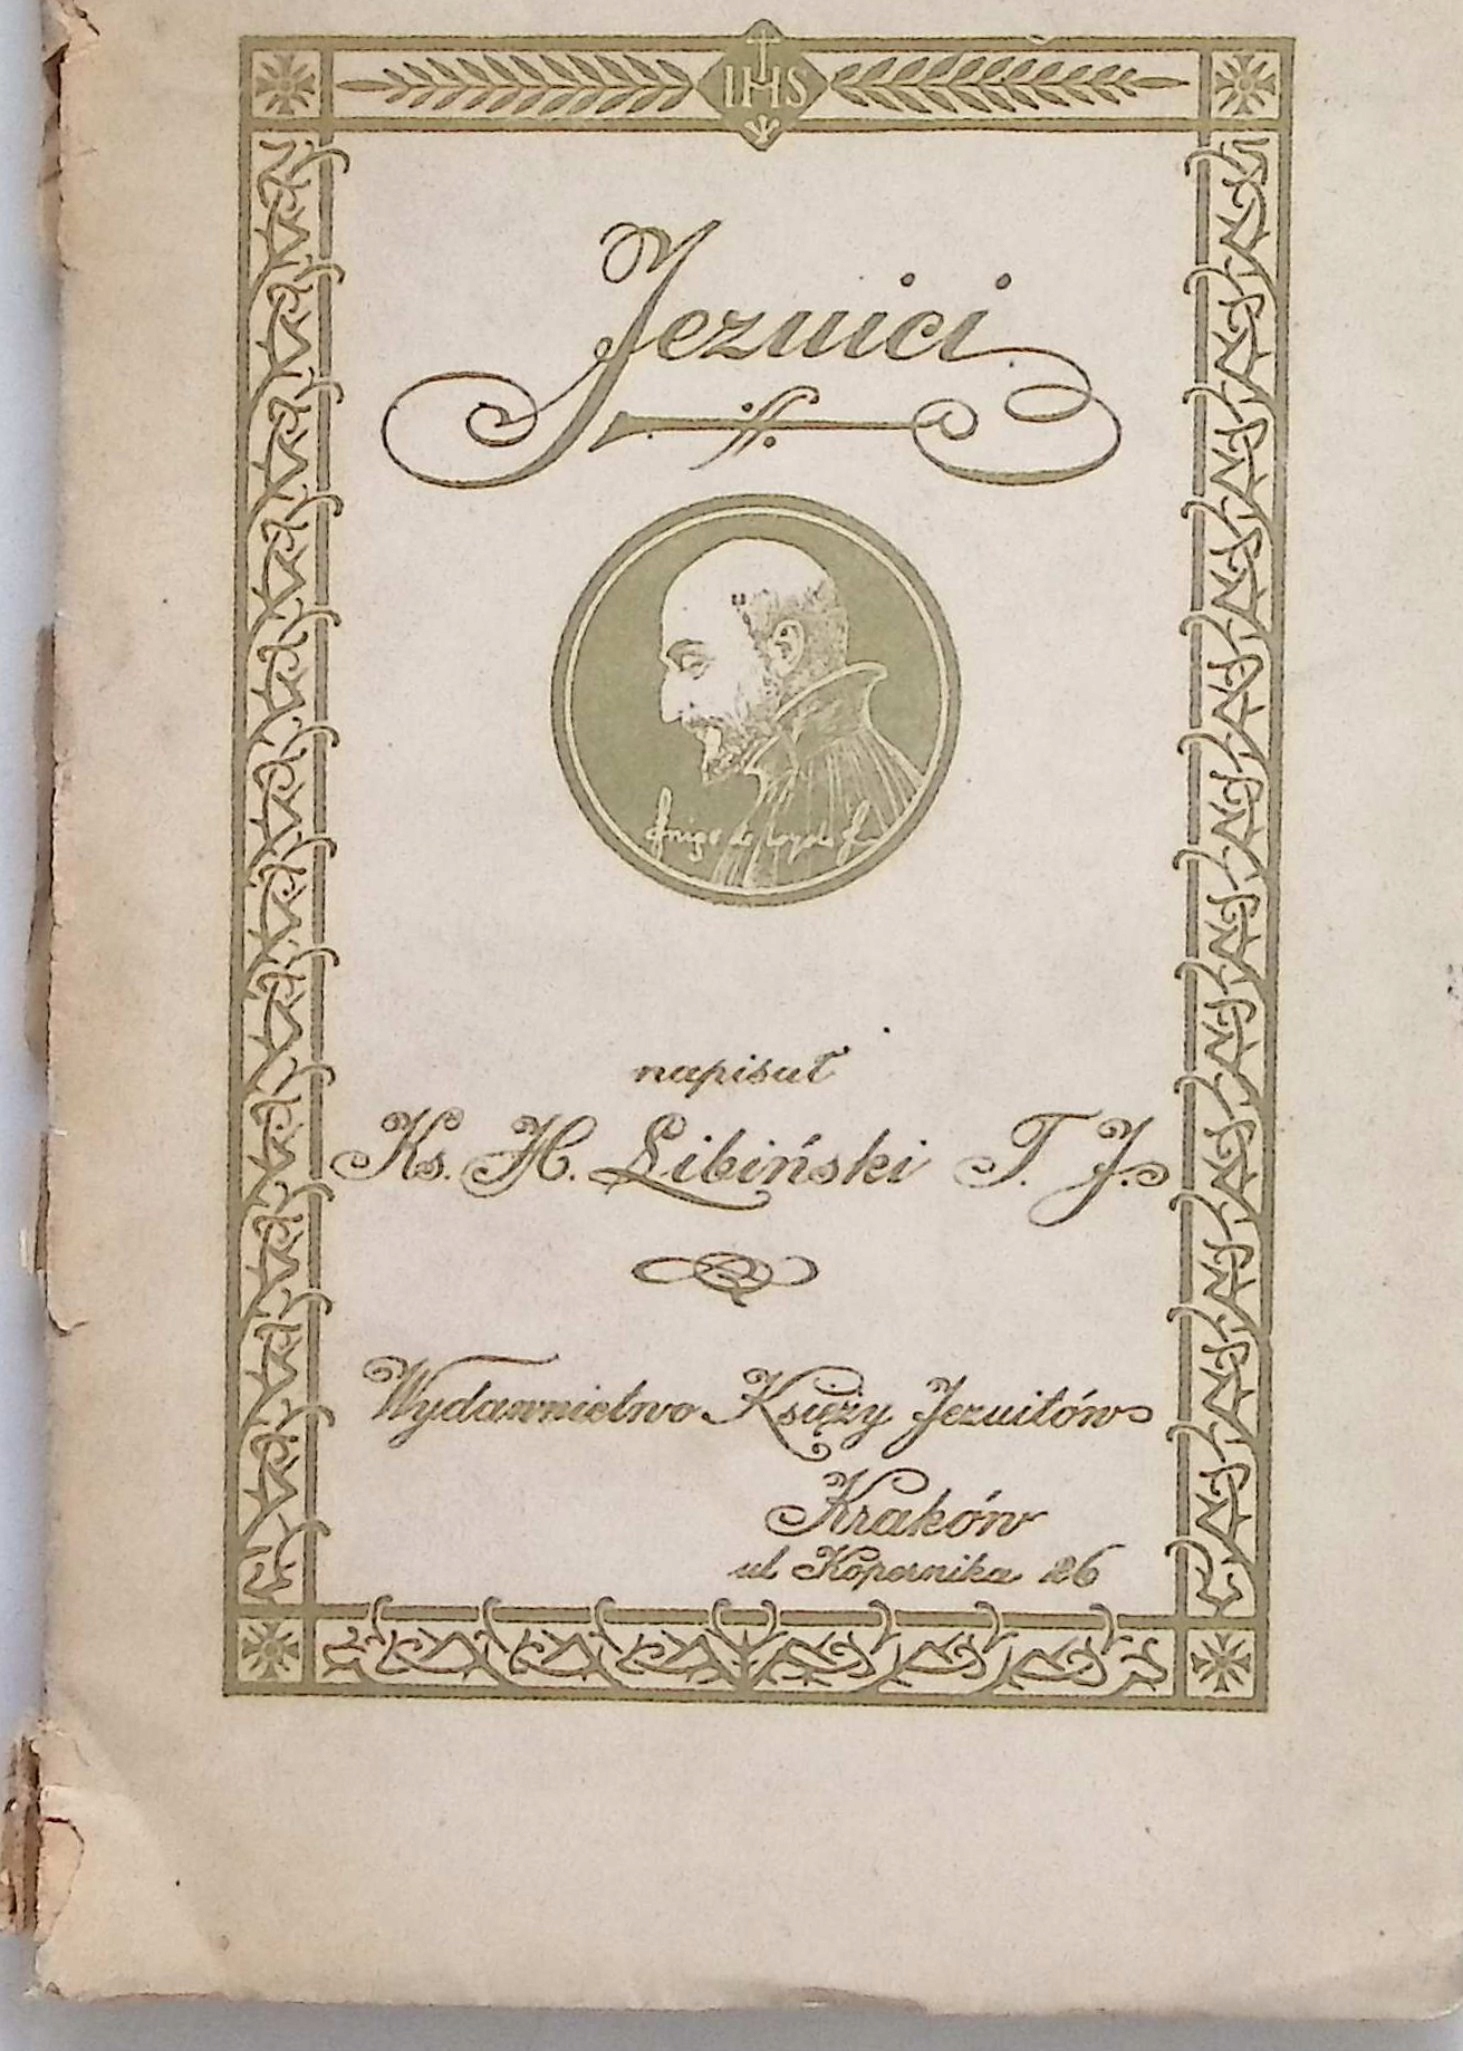 IHS
Jezuici
napisał
Ks. H. Libiński T. J.
Wydawnictwo Księży Jezuitów
Kraków
ul Kopernika 26